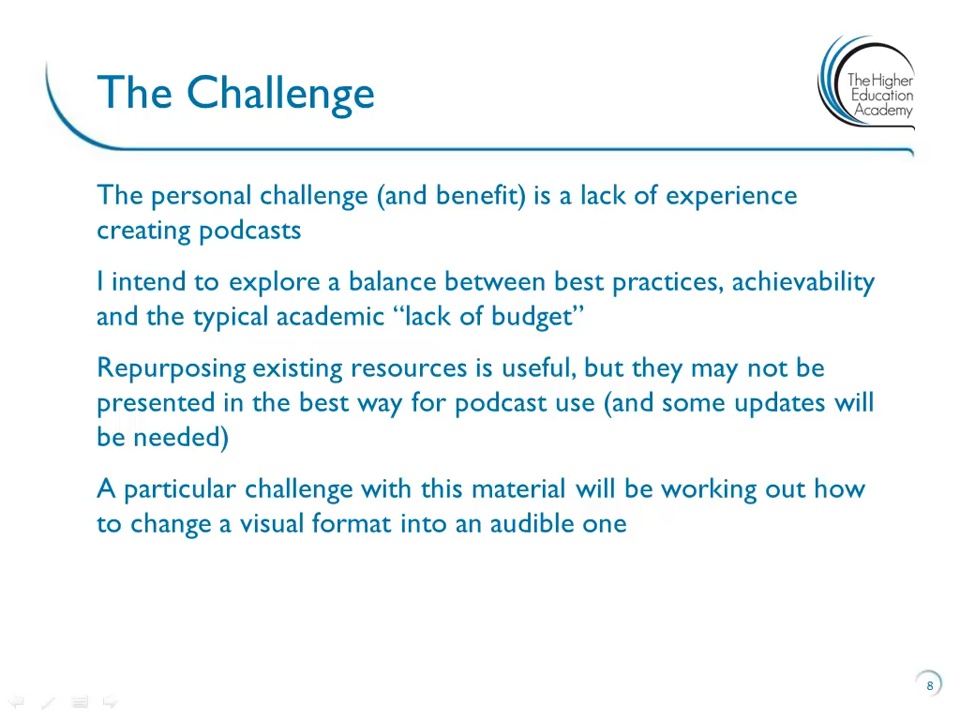 The Challenge
The Higher
Education
Academy
The personal challenge (and benefit) is a lack of experience
creating podcasts
I intend to explore a balance between best practices, achievability
and the typical academic “lack of budget”
Repurposing existing resources is useful, but they may not be
presented in the best way for podcast use (and some updates will
be needed)
A particular challenge with this material will be working out how
to change a visual format into an audible one
8